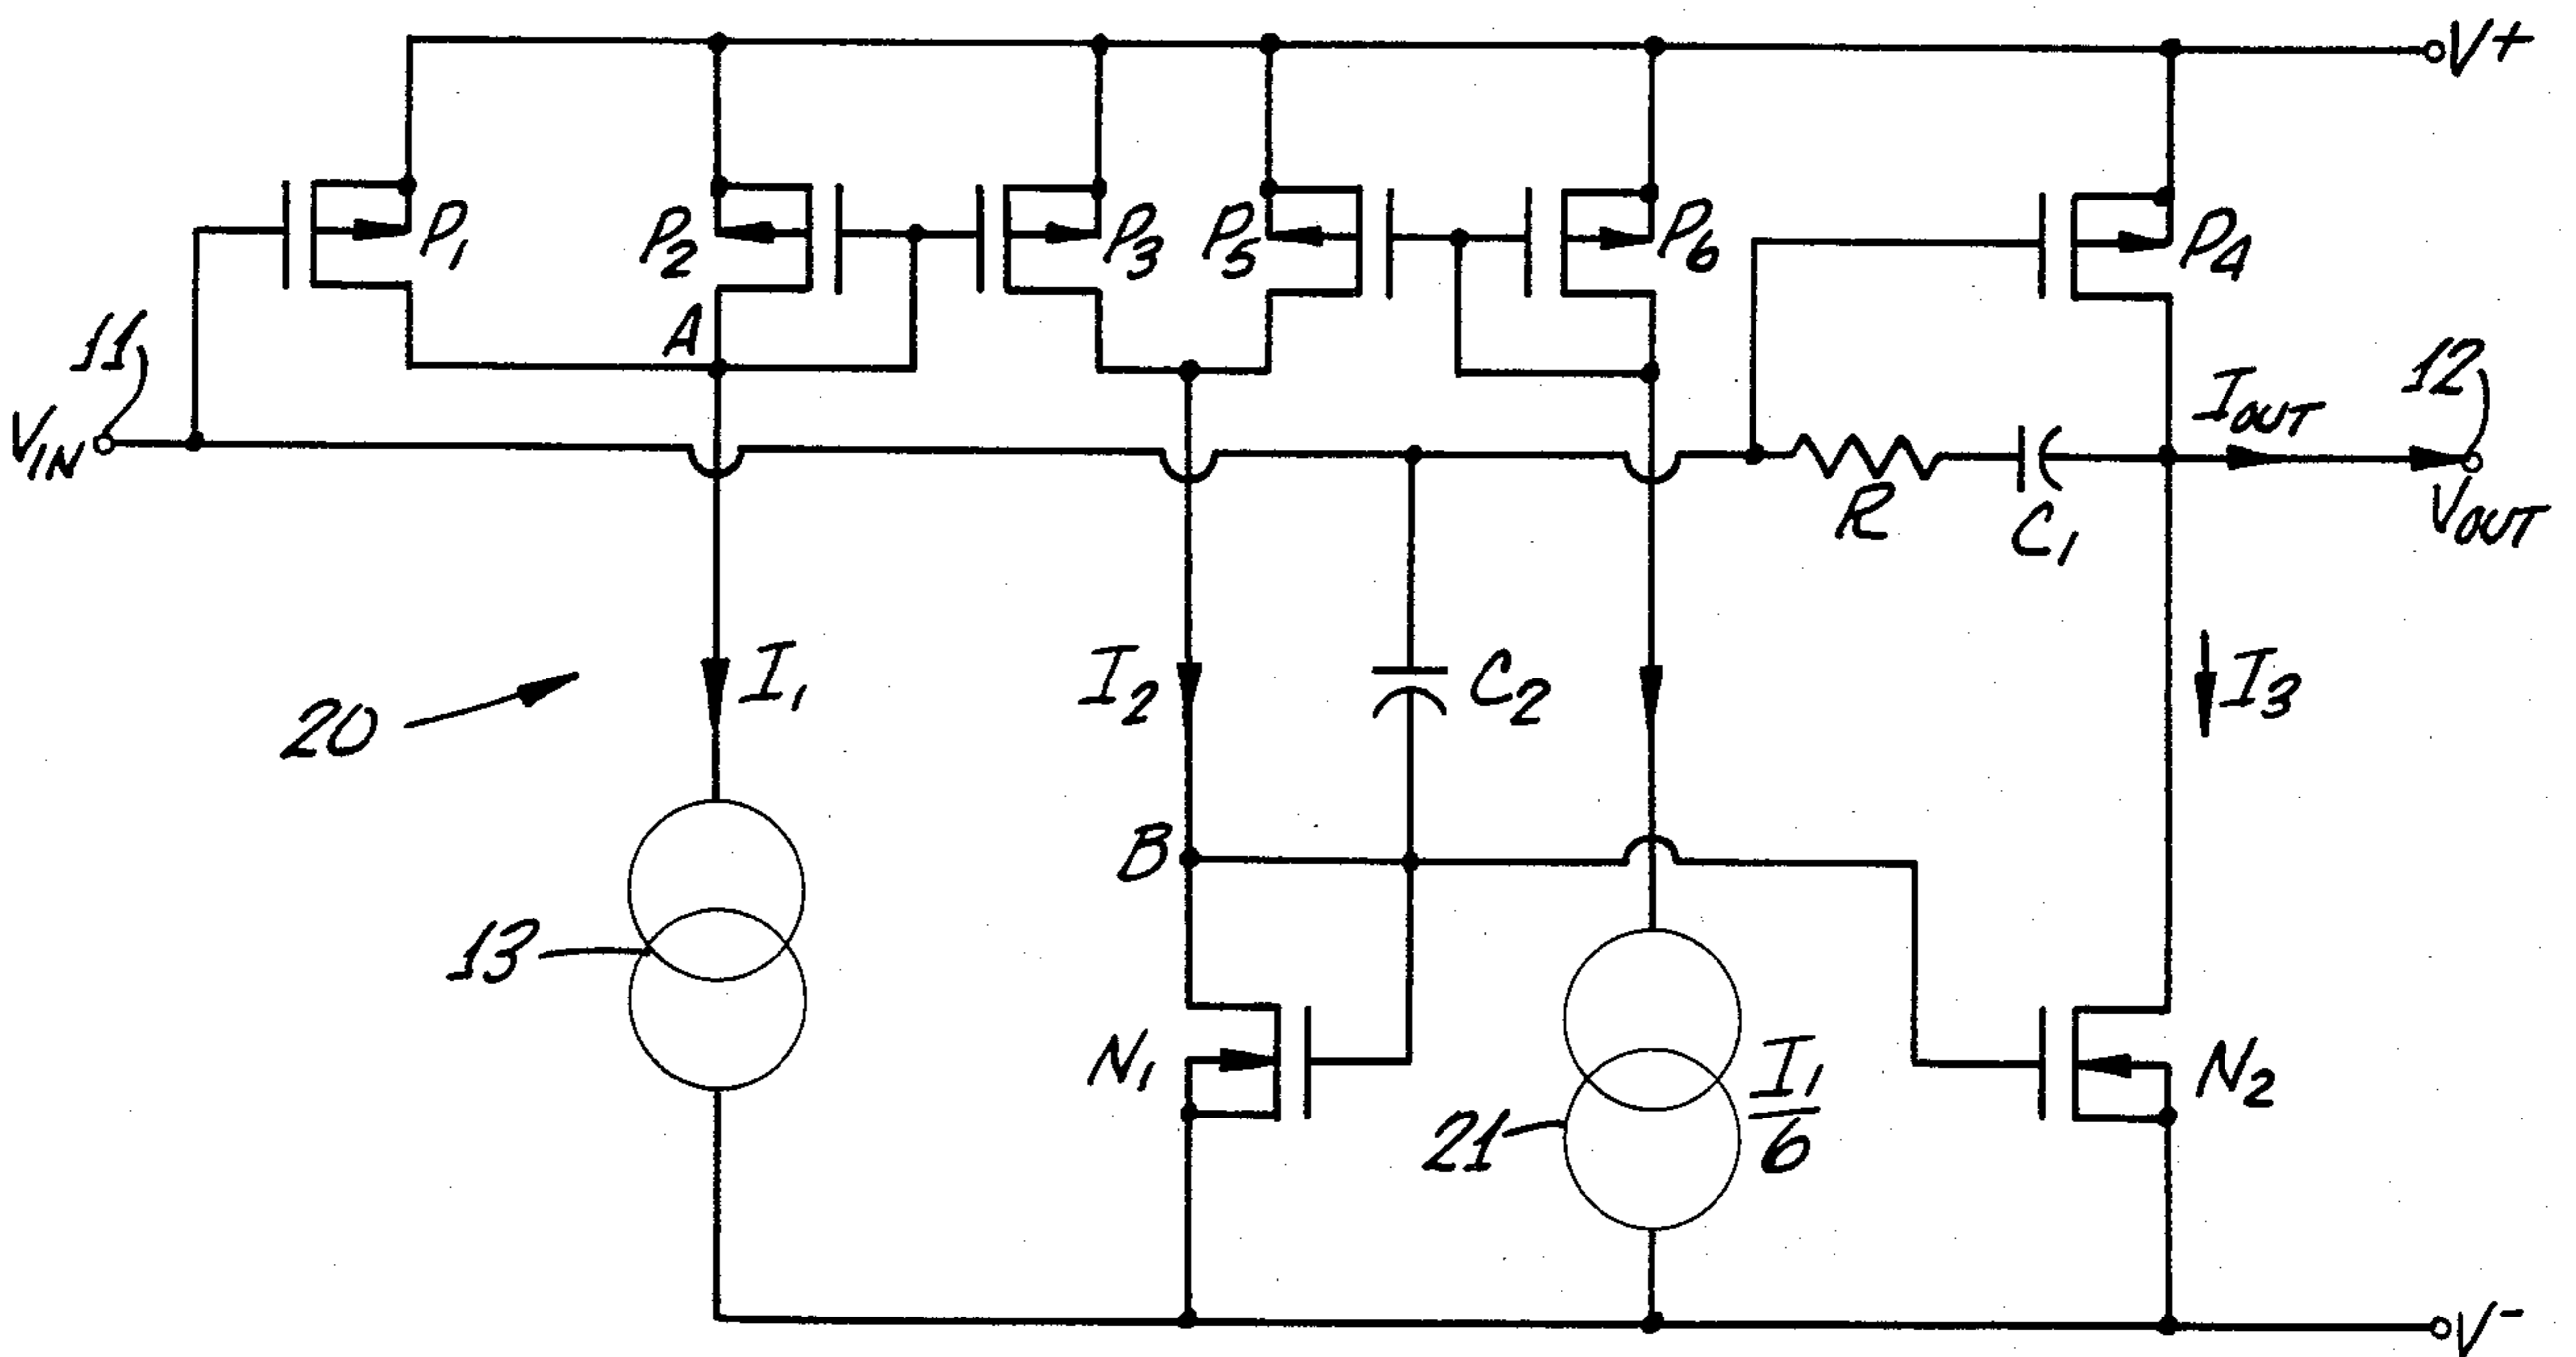 V+
P1
P2
P3
P5
P6
P4
A
11
12
IOUT
VIN
R
C1
VOUT
I1
I2
C2
I3
20
B
13
N1
21
I1/6
N2
V-